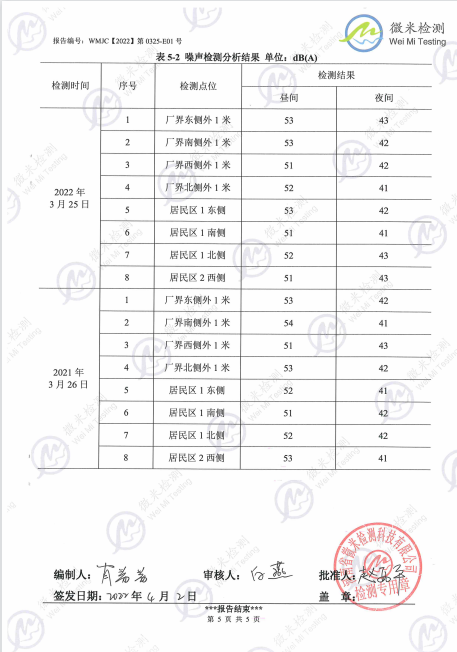 微米检测
Wei Mi Testing
报告编号：WMJC【2022】第 0325-E01 号
表 5-2 噪声检测分析结果 单位：dB(A)
检测时间 序号 检测点位 检测结果
昼间 夜间
2022 年
3 月 25 日
1 厂界东侧外 1 米 53 43
2 厂界南侧外 1 米 53 42
3 厂界西侧外 1 米 51 42
4 厂界北侧外 1 米 52 41
5 居民区 1 东侧 53 42
6 居民区 1 南侧 51 41
7 居民区 1 北侧 52 43
8 居民区 2 西侧 51 43
2021 年
3 月 26 日
1 厂界东侧外 1 米 53 42
2 厂界南侧外 1 米 54 41
3 厂界西侧外 1 米 51 43
4 厂界北侧外 1 米 53 42
5 居民区 1 东侧 52 41
6 居民区 1 南侧 51 42
7 居民区 1 北侧 52 42
8 居民区 2 西侧 53 41
编制人： 审核人：白燕 批准人：
签发日期：2022 年 4 月 2 日 盖 章：
微米检测科技有限公司
检测专用章
***报告结束***
第 5 页 共 5 页